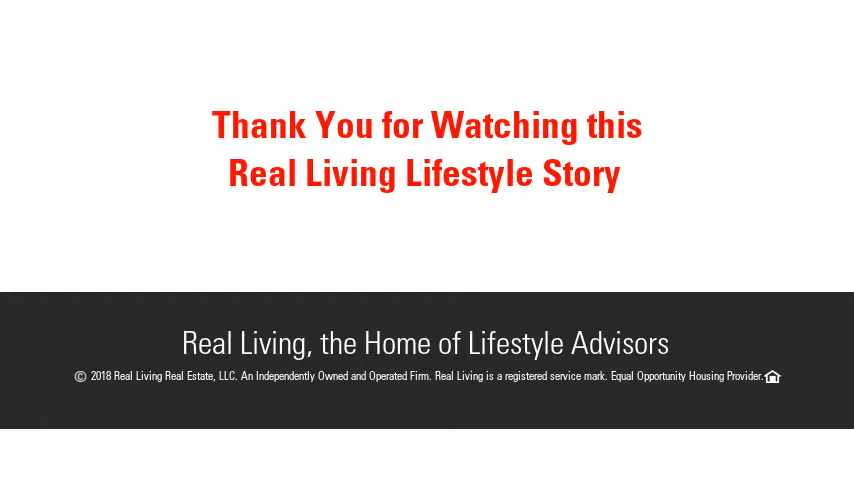 Thank You for Watching this
Real Living Lifestyle Story
Real Living, the Home of Lifestyle Advisors
© 2018 Real Living Real Estate, LLC. An Independently Owned and Operated Firm. Real Living is a registered service mark. Equal Opportunity Housing Provider.